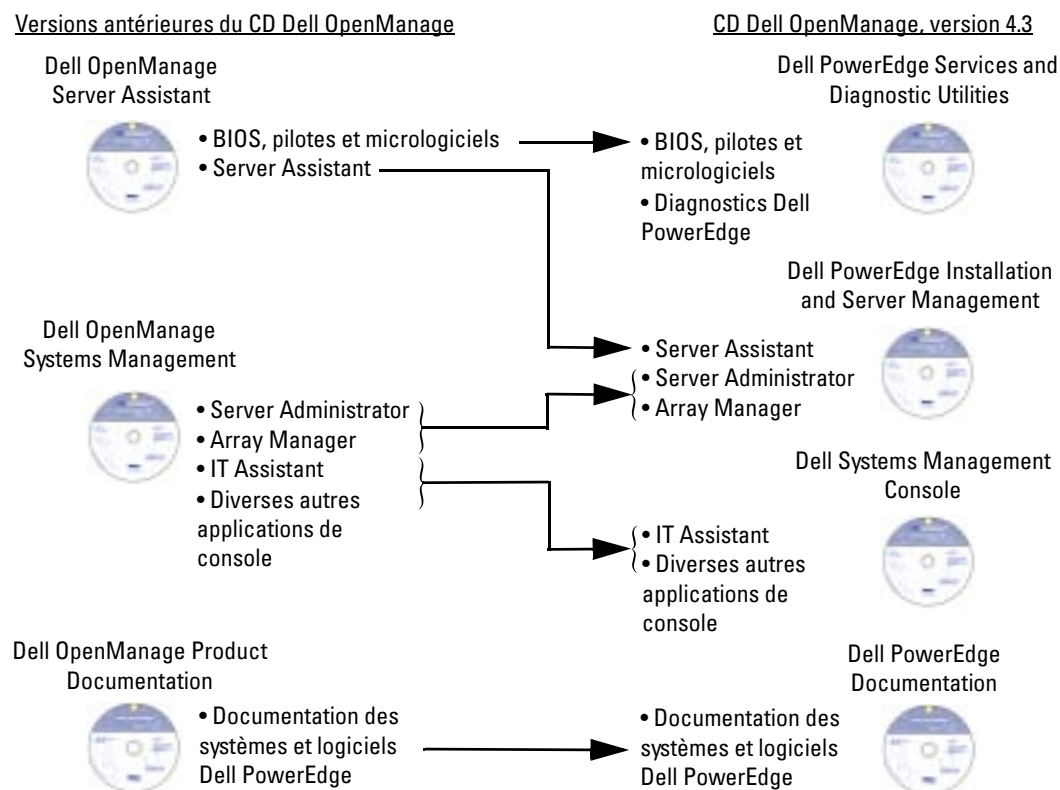 Versions antérieures du CD Dell OpenManage
CD Dell OpenManage, version 4.3
Dell OpenManage
Server Assistant
• BIOS, pilotes et micrologiciels
• Server Assistant
Dell PowerEdge Services and
Diagnostic Utilities
• BIOS, pilotes et
micrologiciels
• Diagnostics Dell
PowerEdge
Dell PowerEdge Installation
and Server Management
• Server Assistant
• Server Administrator
• Array Manager
Dell OpenManage
Systems Management
• Server Administrator
• Array Manager
• IT Assistant
• Diverses autres
applications de
console
Dell Systems Management
Console
• IT Assistant
• Diverses autres
applications de
console
Dell OpenManage Product
Documentation
• Documentation des
systèmes et logiciels
Dell PowerEdge
Dell PowerEdge
Documentation
• Documentation des
systèmes et logiciels
Dell PowerEdge